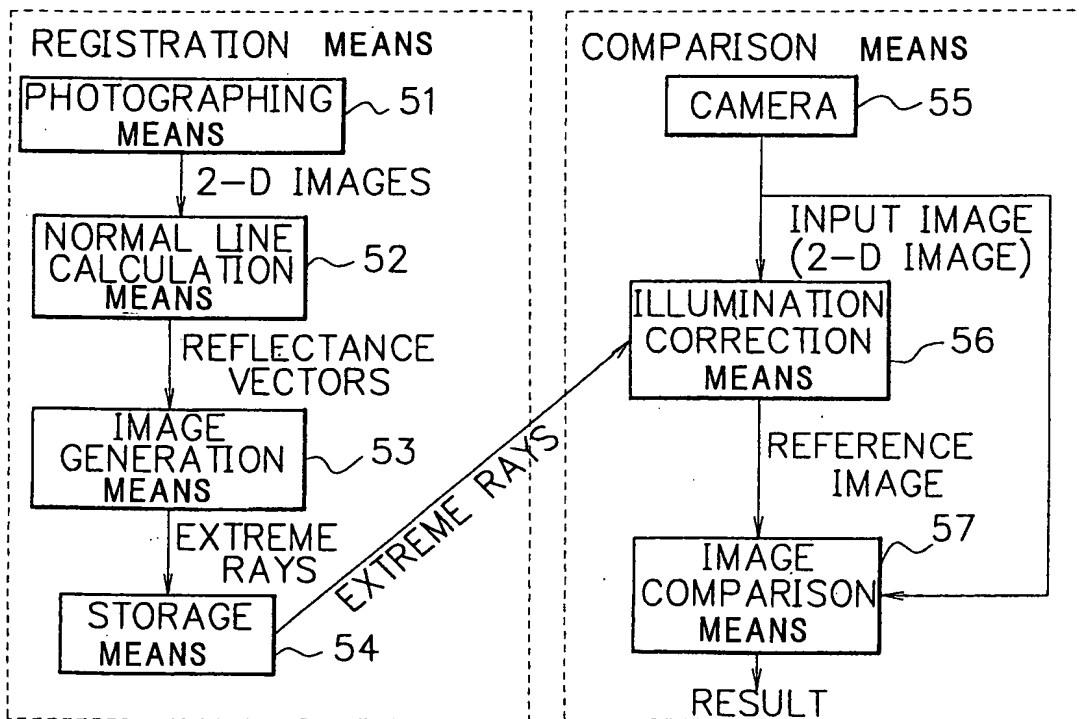 REGISTRATION MEANS
PHOTOGRAPHING
MEANS
51
2-D IMAGES
NORMAL LINE
CALCULATION
MEANS
52
REFLECTANCE
VECTORS
IMAGE
GENERATION
MEANS
53
EXTREME
RAYS
STORAGE
MEANS
54
EXTREME RAYS
COMPARISON MEANS
CAMERA
55
INPUT IMAGE
(2-D IMAGE)
ILLUMINATION
CORRECTION
MEANS
56
REFERENCE
IMAGE
IMAGE
COMPARISON
MEANS
57
RESULT